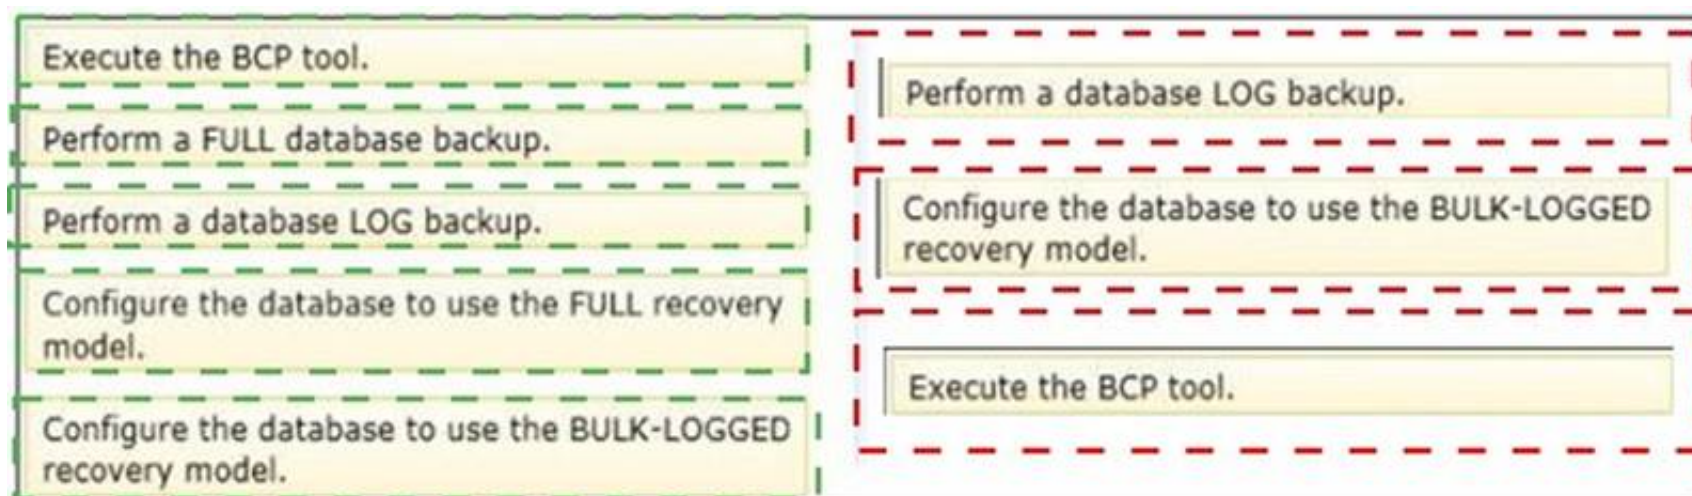 Execute the BCP tool.
Perform a FULL database backup.
Perform a database LOG backup.
Configure the database to use the FULL recovery
model.
Configure the database to use the BULK-LOGGED
recovery model.
Perform a database LOG backup.
Configure the database to use the BULK-LOGGED
recovery model.
Execute the BCP tool.